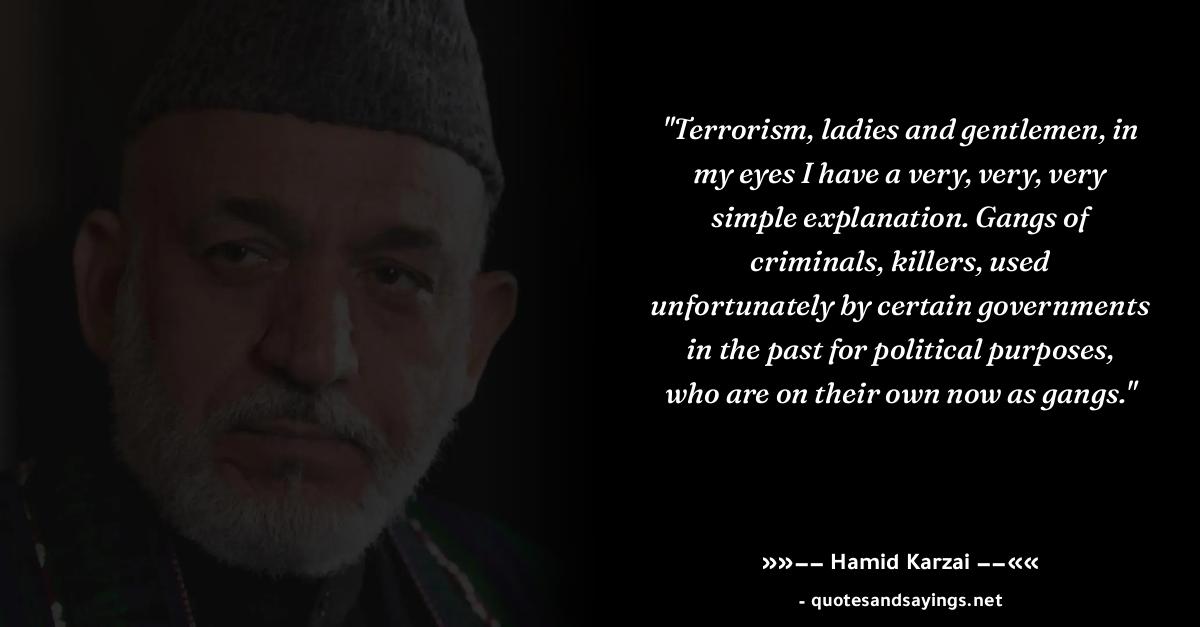 "Terrorism, ladies and gentlemen, in
my eyes I have a very, very, very
simple explanation. Gangs of
criminals, killers, used
unfortunately by certain governments
in the past for political purposes,
who are on their own now as gangs."
»»−− Hamid Karzai −−««
- quotesandsayings.net